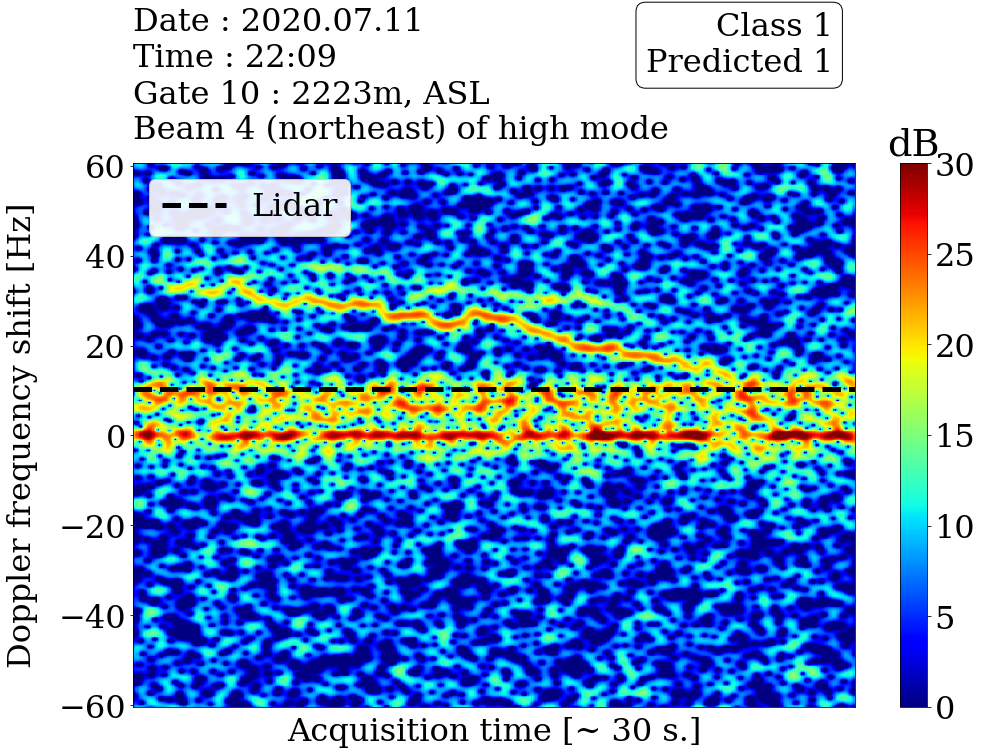 Date : 2020.07.11
Time : 22:09
Gate 10 : 2223m, ASL
Beam 4 (northeast) of high mode
Class 1
Predicted 1
dB
Lidar
Doppler frequency shift [Hz]
60
40
20
0
−20
−40
−60
Acquisition time [~ 30 s.]
30
25
20
15
10
5
0